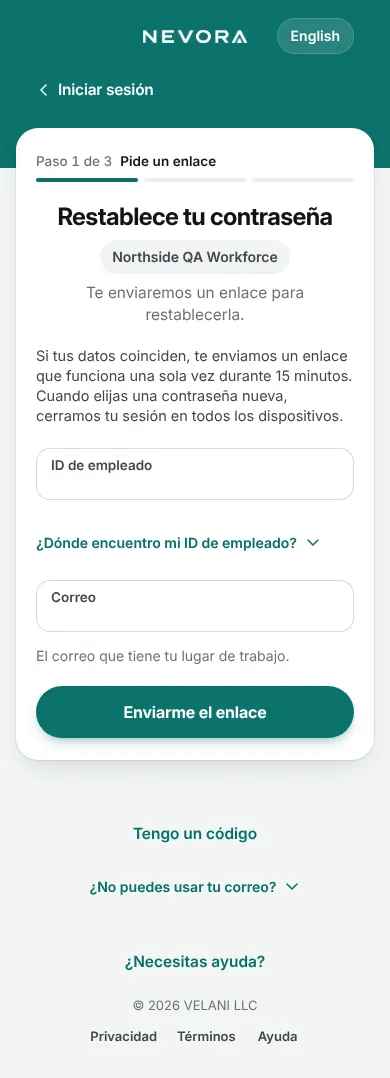 NEVORA
English
Iniciar sesión
Paso 1 de 3 Pide un enlace
Restablece tu contraseña
Northside QA Workforce
Te enviaremos un enlace para
restablecerla.
Si tus datos coinciden, te enviamos un enlace
que funciona una sola vez durante 15 minutos.
Cuando elijas una contraseña nueva,
cerramos tu sesión en todos los dispositivos.
ID de empleado
¿Dónde encuentro mi ID de empleado?
Correo
El correo que tiene tu lugar de trabajo.
Enviarme el enlace
Tengo un código
¿No puedes usar tu correo?
¿Necesitas ayuda?
© 2026 VELANI LLC
Privacidad Términos Ayuda